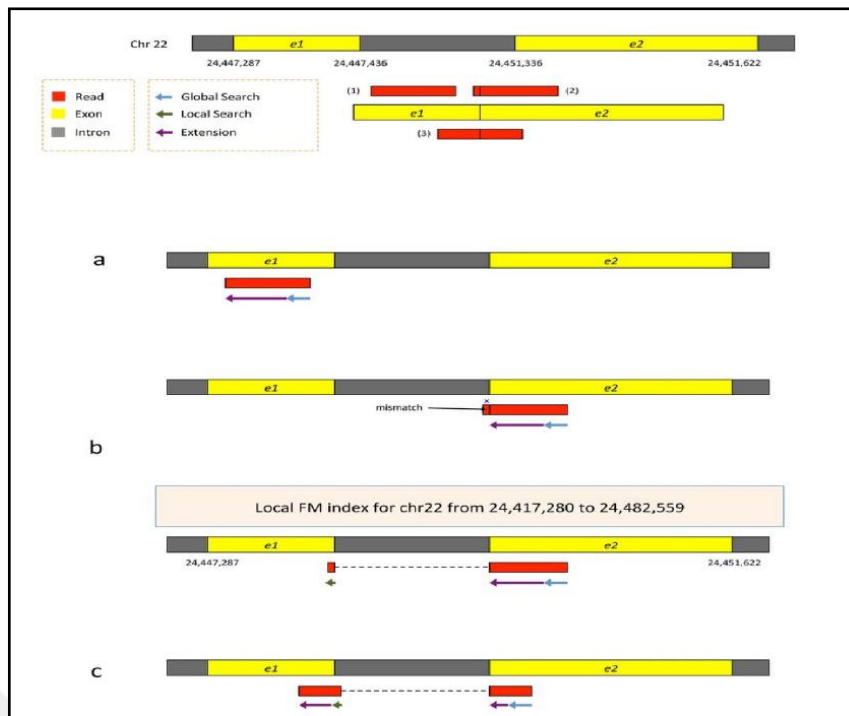 e1
e2
Chr 22
24,447,287
24,447,436
24,451,336
24,451,622
Read
Exon
Intron
Global Search
Local Search
Extension
(1)
(2)
e1
e2
(3)
a
e1
e2
e1
e2
mismatch
x
b
Local FM index for chr22 from 24,417,280 to 24,482,559
e1
e2
24,447,287
24,451,622
c
e1
e2